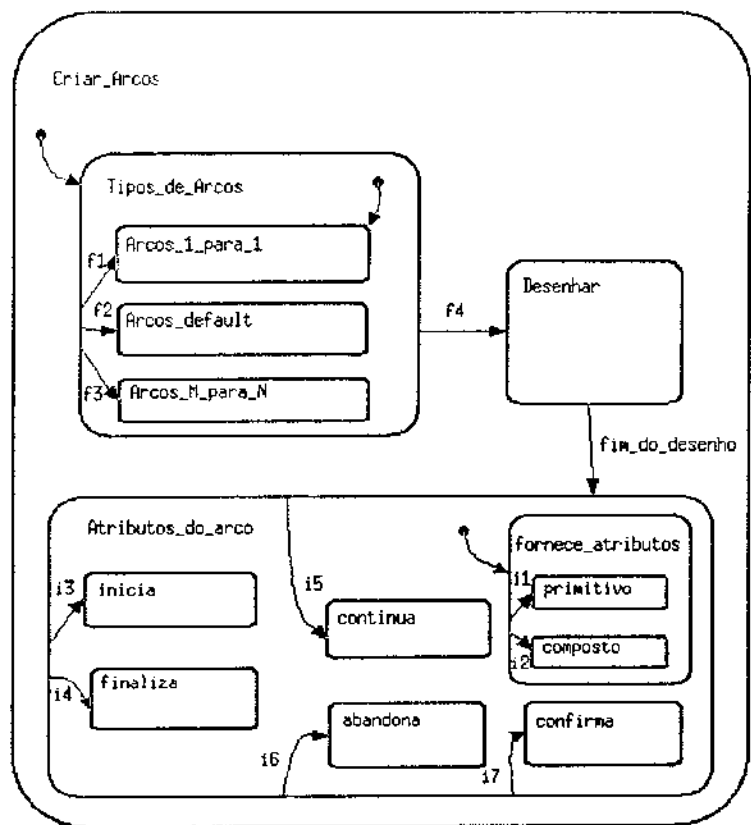 Criar_Arcos
Tipos_de_Arcos
Arcos_1_para_1
f1
f2
Arcos_default
f3
Arcos_M_para_N
f4
Desenhar
fim_do_desenho
Atributos_do_arco
fornece_atributos
i3
inicia
i5
continua
i1
primitivo
i2
composto
i4
finaliza
i6
abandona
i7
confirma